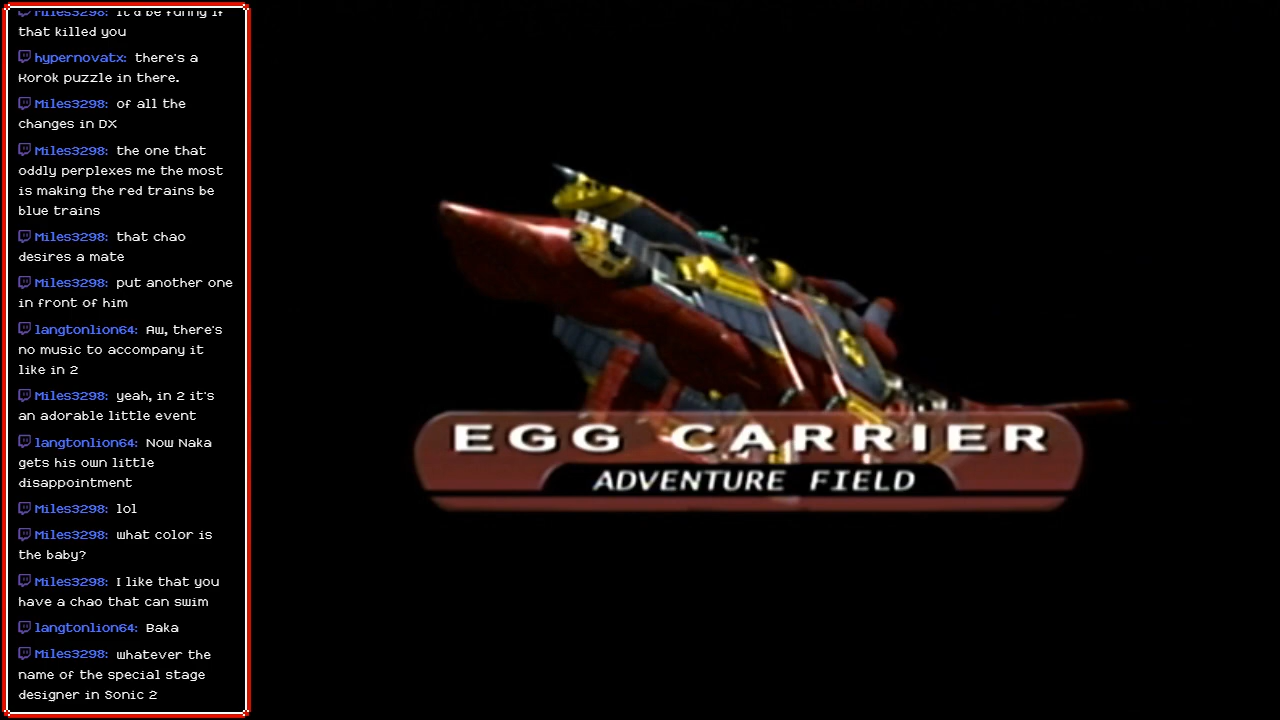 Miles3298: It'd be funny if
that killed you
hypernovatx: there's a
Korok puzzle in there.
Miles3298: of all the
changes in DX
Miles3298: the one that
oddly perplexes me the most
is making the red trains be
blue trains
Miles3298: that chao
desires a mate
Miles3298: put another one
in front of him
langtonlion64: Aw, there's
no music to accompany it
like in 2
Miles3298: yeah, in 2 it's
an adorable little event
langtonlion64: Now Naka
gets his own little
disappointment
Miles3298: lol
Miles3298: what color is
the baby?
Miles3298: I like that you
have a chao that can swim
langtonlion64: Baka
Miles3298: whatever the
name of the special stage
designer in Sonic 2
EGG CARRIER
ADVENTURE FIELD